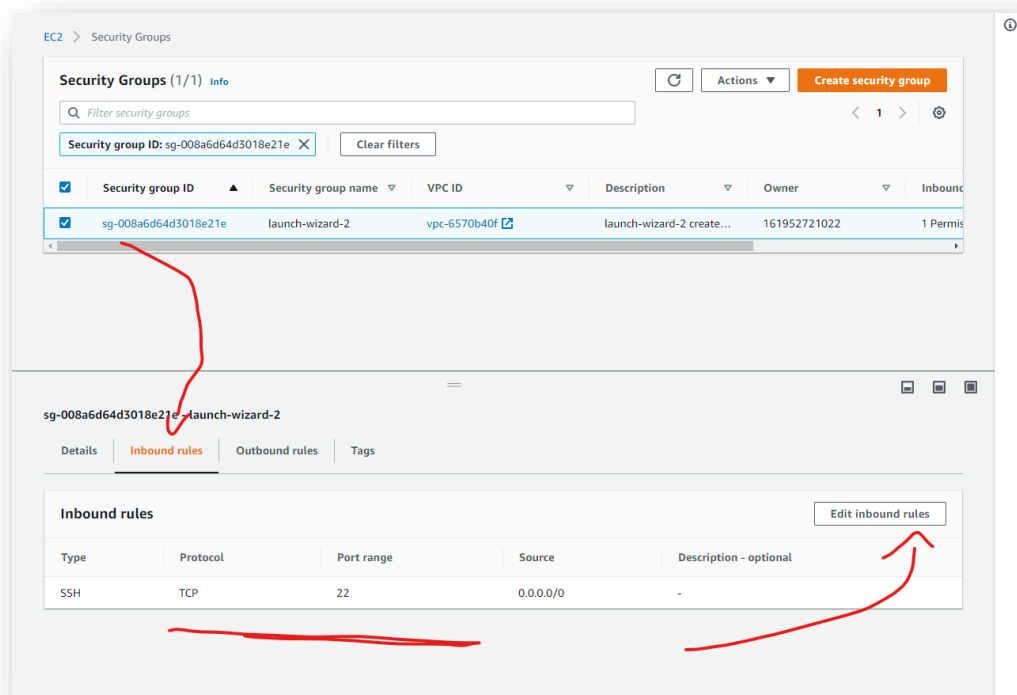 EC2 > Security Groups
Security Groups (1/1) Info
Actions
Create security group
Filter security groups
1
Security group ID: sg-008a6d64d3018e21e
Clear filters
Security group ID Security group name VPC ID Description Owner Inbound
sg-008a6d64d3018e21e launch-wizard-2 vpc-6570b40f launch-wizard-2 create... 161952721022 1 Permis
sg-008a6d64d3018e21e - launch-wizard-2
Details Inbound rules Outbound rules Tags
Inbound rules
Edit inbound rules
Type Protocol Port range Source Description - optional
SSH TCP 22 0.0.0.0/0 -